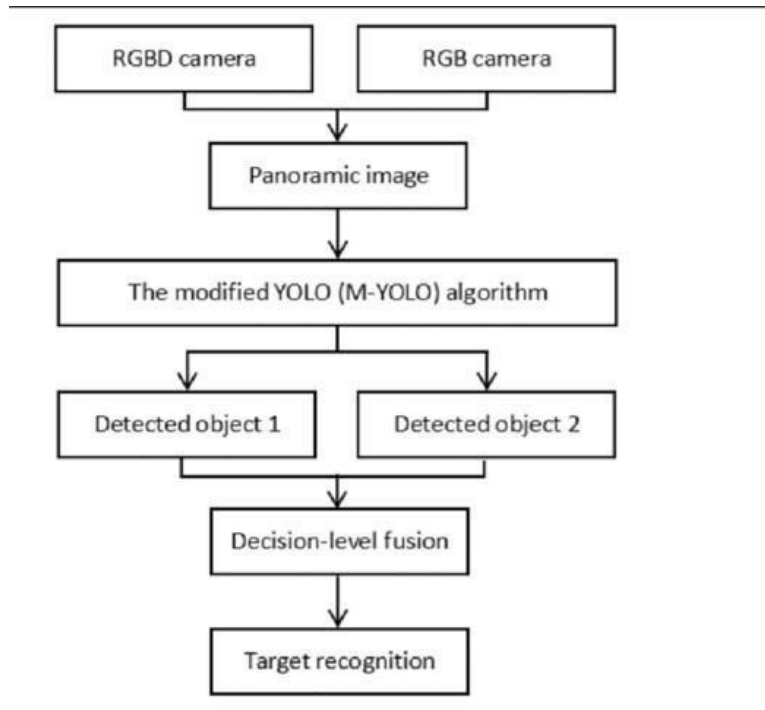 RGBD camera
RGB camera
Panoramic image
The modified YOLO (M-YOLO) algorithm
Detected object 1
Detected object 2
Decision-level fusion
Target recognition